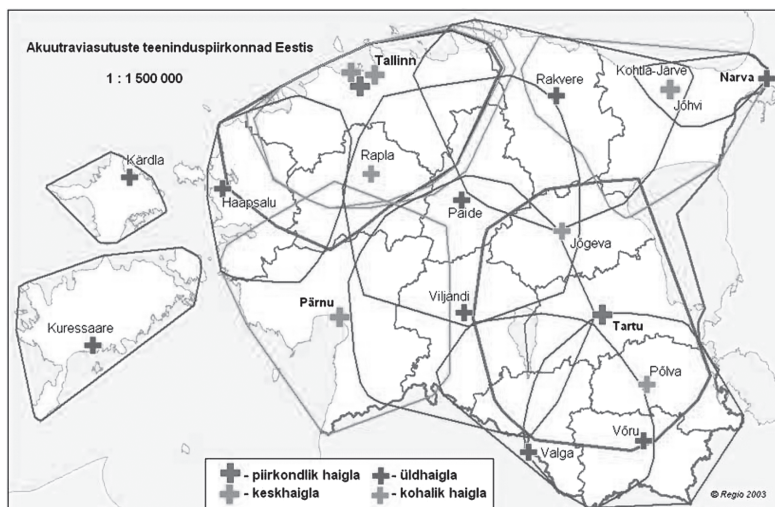 Akuutraviasutuste teeninduspiirkonnad Eestis
1 : 1 500 000
Tallinn
Rakvere
Kohtla-Järve
Narva
Jõhvi
Kärdla
Rapla
Haapsalu
Paide
Jõgeva
Pärnu
Viljandi
Tartu
Kuressaare
Põlva
Võru
Valga
- piirkondlik haigla
- üldhaigla
- keskhaigla
- kohalik haigla
© Regio 2003